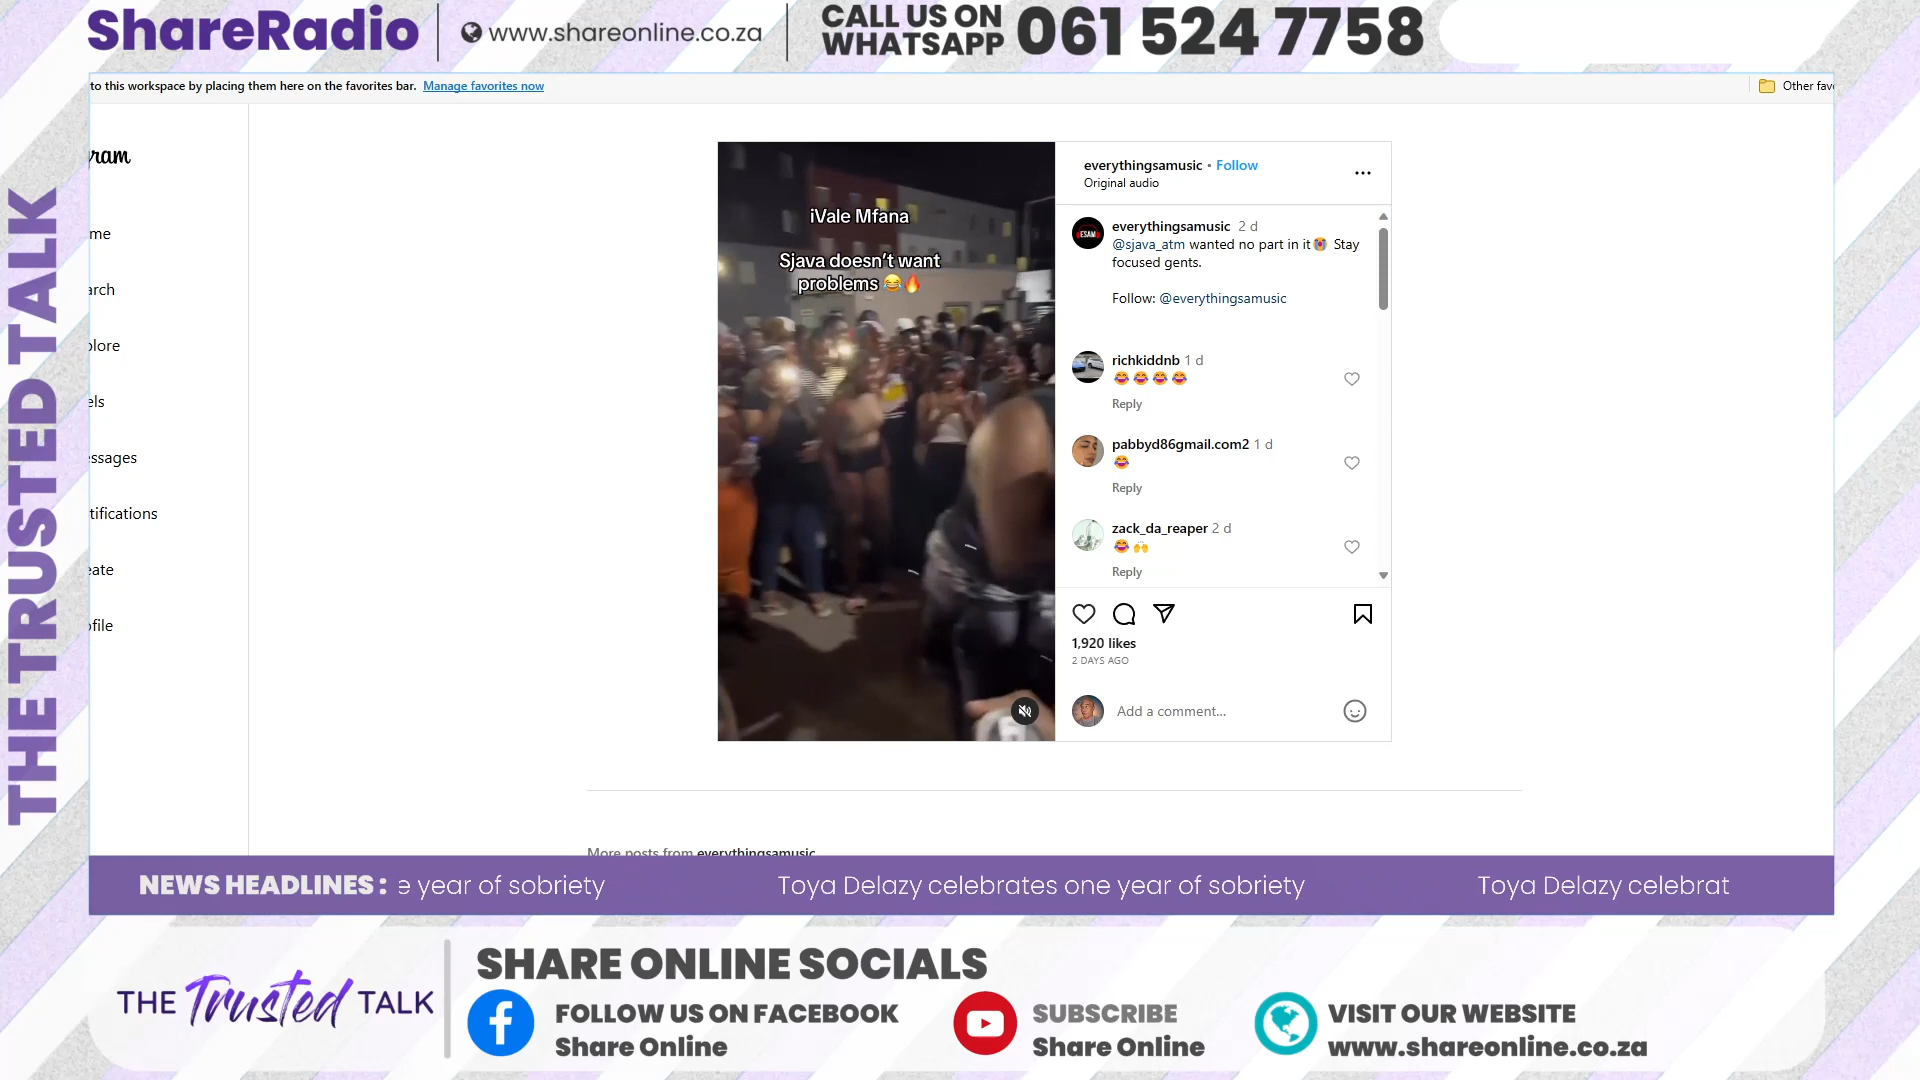 ShareRadio
www.shareonline.co.za
CALL US ON
WHATSAPP
061 524 7758
to this workspace by placing them here on the favorites bar. Manage favorites now
Other favo
THE TRUSTED TALK
ram
me
arch
plore
els
essages
tifications
eate
ofile
iVale Mfana
Sjava doesn't want
problems 😂🔥
everythingsamusic • Follow
Original audio
ESAM
everythingsamusic 2 d
@sjava_atm wanted no part in it😭 Stay
focused gents.
Follow: @everythingsamusic
richkiddnb 1 d
😂😂😂😂
Reply
pabbyd86gmail.com2 1 d
😂
Reply
zack_da_reaper 2 d
😂🙌
Reply
1,920 likes
2 DAYS AGO
Add a comment...
More posts from everythingsamusic
NEWS HEADLINES : e year of sobriety
Toya Delazy celebrates one year of sobriety
Toya Delazy celebrat
THE Trusted TALK
SHARE ONLINE SOCIALS
FOLLOW US ON FACEBOOK
Share Online
SUBSCRIBE
Share Online
VISIT OUR WEBSITE
www.shareonline.co.za